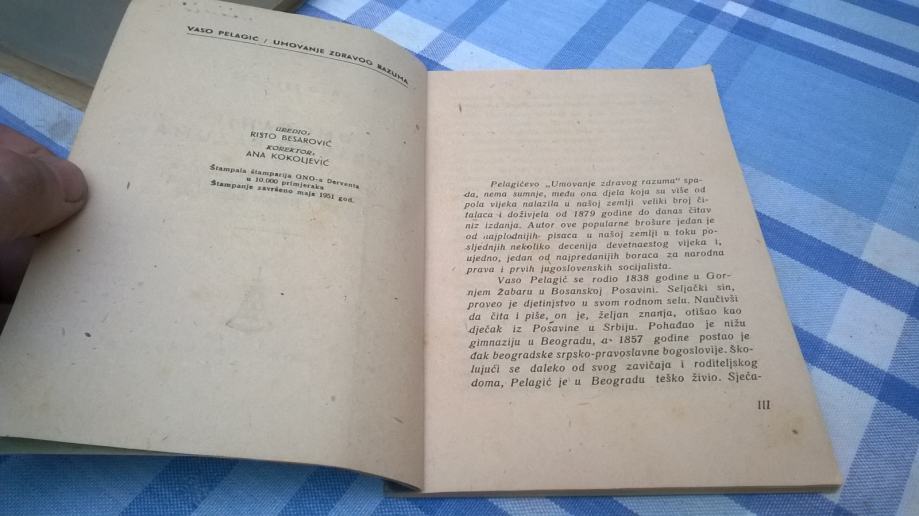 VASO PELAGIĆ / UMOVANJE ZDRAVOG RAZUMA
UREDIO:
RISTO BESAROVIĆ
KOREKTOR:
ANA KOKOLJEVIĆ
Štampala štamparija GNO-a Derventa
u 10.000 primjeraka
Štampanje završeno maja 1951 god.
Pelagićevo „Umovanje zdravog razuma“ spa-
da, nema sumnje, među ona djela koja su više od
pola vijeka nalazila u našoj zemlji veliki broj či-
talaca i doživjela od 1879 godine do danas čitav
niz izdanja. Autor ove popularne brošure jedan je
od najplodnijih pisaca u našoj zemlji u toku po-
sljednjih nekoliko decenija devetnaestog vijeka i,
ujedno, jedan od najpredanijih boraca za narodna
prava i prvih jugoslovenskih socijalista.
Vaso Pelagić se rodio 1838 godine u Gor-
njem Žabaru u Bosanskoj Posavini. Seljački sin,
proveo je djetinjstvo u svom rodnom selu. Naučivši
da čita i piše, on je, željan znanja, otišao kao
dječak iz Posavine u Srbiju. Pohađao je nižu
gimnaziju u Beogradu, a 1857 godine postao je
đak beogradske srpsko-pravoslavne bogoslovije. Ško-
lujući se daleko od svog zavičaja i roditeljskog
doma, Pelagić je u Beogradu teško živio. Sječa-
III